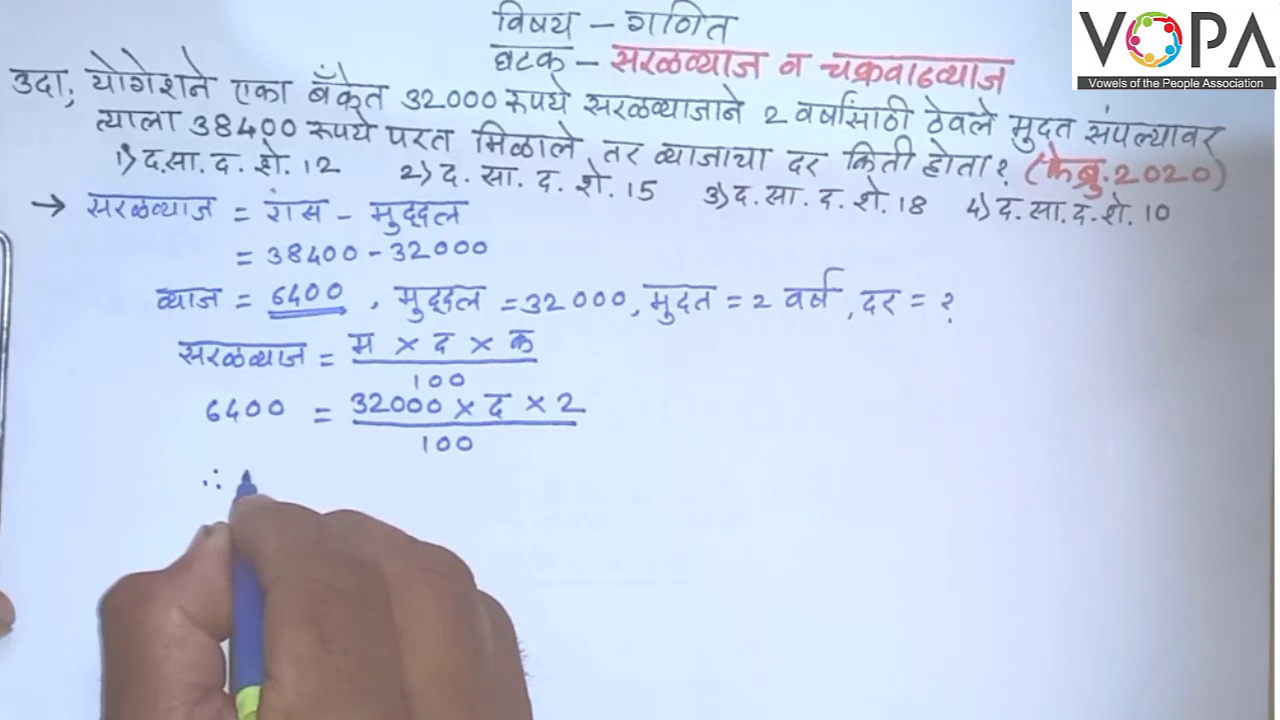 विषय – गणित
घटक – सरळव्याज व चक्रवाढव्याज
VOPA
Vowels of the People Association
उदा; योगेशने एका बँकेत 32000 रुपये सरळव्याजाने 2 वर्षांसाठी ठेवले मुदत संपल्यावर
त्याला 38400 रुपये परत मिळाले तर व्याजाचा दर किती होता? (फेब्रु.2020)
1) द.सा.द.शे.12 2) द.सा.द.शे.15 3) द.सा.द.शे.18 4) द.सा.द.शे.10
→ सरळव्याज = रास – मुद्दल
= 38400 – 32000
व्याज = 6400, मुद्दल = 32000, मुदत = 2 वर्ष, दर = ?
सरळव्याज = म × द × क
100
6400 = 32000 × द × 2
100
∴